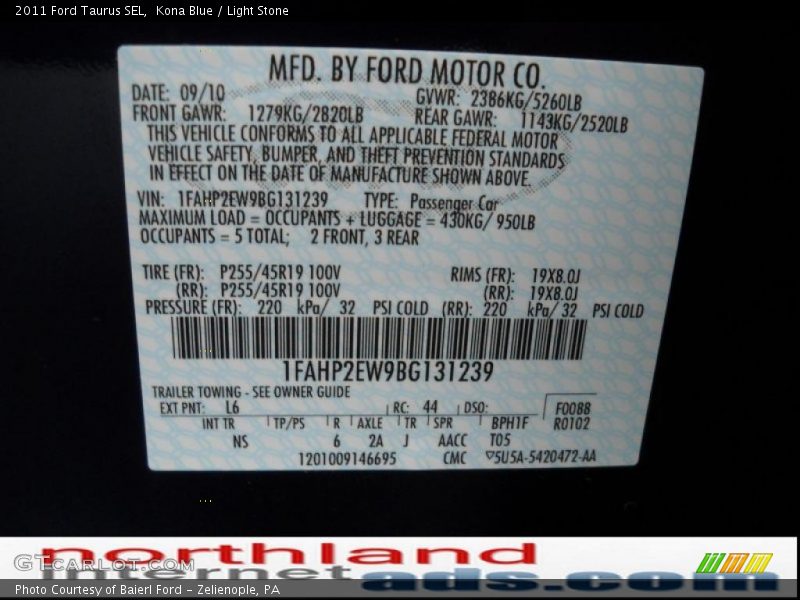 2011 Ford Taurus SEL, Kona Blue / Light Stone
MFD. BY FORD MOTOR CO.
DATE: 09/10 GVWR: 2386KG/5260LB
FRONT GAWR: 1279KG/2820LB REAR GAWR: 1143KG/2520LB
THIS VEHICLE CONFORMS TO ALL APPLICABLE FEDERAL MOTOR
VEHICLE SAFETY, BUMPER, AND THEFT PREVENTION STANDARDS
IN EFFECT ON THE DATE OF MANUFACTURE SHOWN ABOVE.
VIN: 1FAHP2EW9BG131239 TYPE: Passenger Car
MAXIMUM LOAD = OCCUPANTS + LUGGAGE = 430KG/ 950LB
OCCUPANTS = 5 TOTAL; 2 FRONT, 3 REAR
TIRE (FR): P255/45R19 100V RIMS (FR): 19X8.0J
(RR): P255/45R19 100V (RR): 19X8.0J
PRESSURE (FR): 220 kPa/ 32 PSI COLD (RR): 220 kPa/ 32 PSI COLD
1FAHP2EW9BG131239
TRAILER TOWING - SEE OWNER GUIDE
EXT PNT: L6 RC: 44 DSO: F0088
INT TR TP/PS R AXLE TR SPR BPH1F R0102
NS 6 2A J AACC T05
1201009146695 CMC 5U5A-5420472-AA
northland
internet ads.com
GTcarlot.com
Photo Courtesy of Baierl Ford - Zelienople, PA